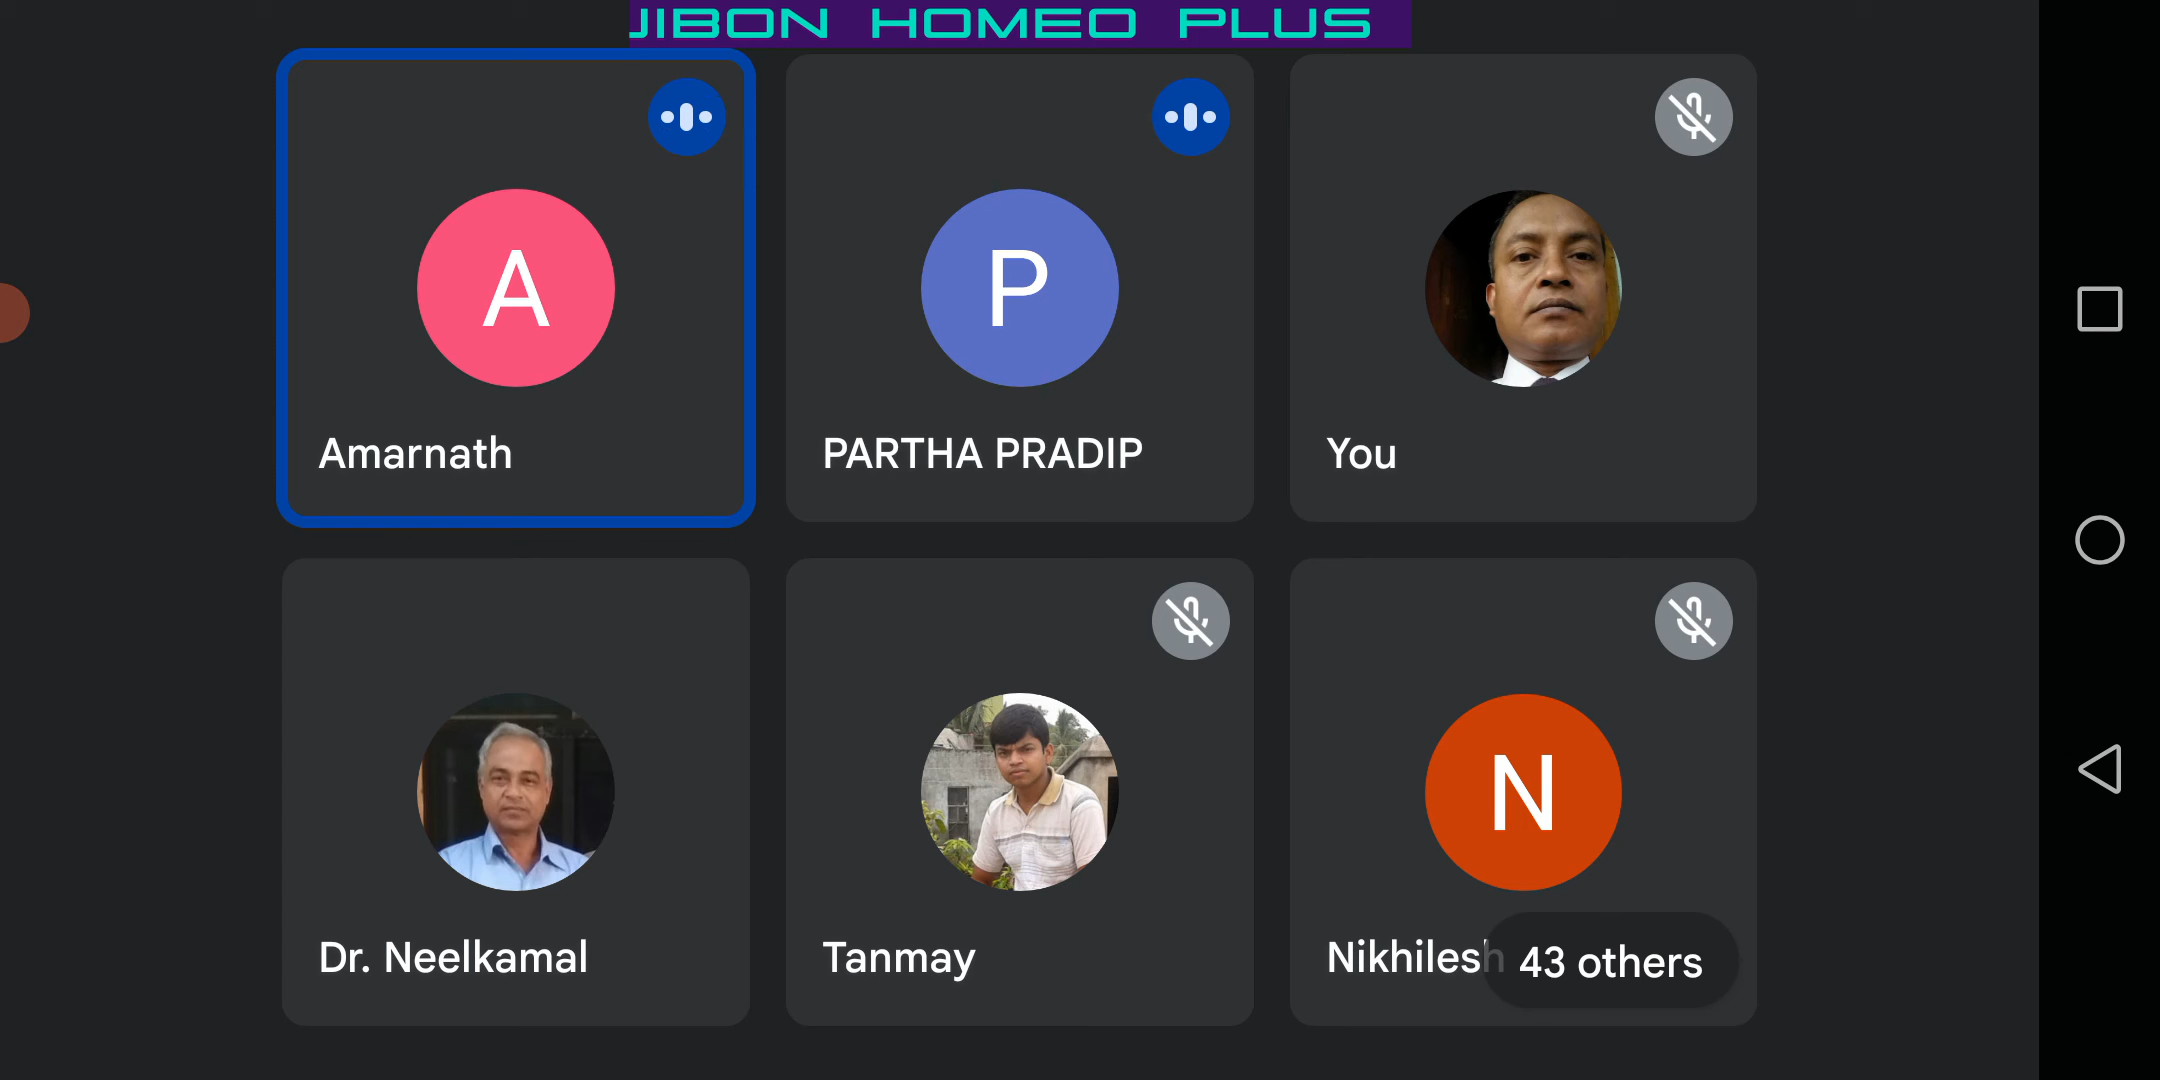 JIBON HOMEO PLUS
A
P
Amarnath
PARTHA PRADIP
You
N
Dr. Neelkamal
Tanmay
Nikhilesh
43 others